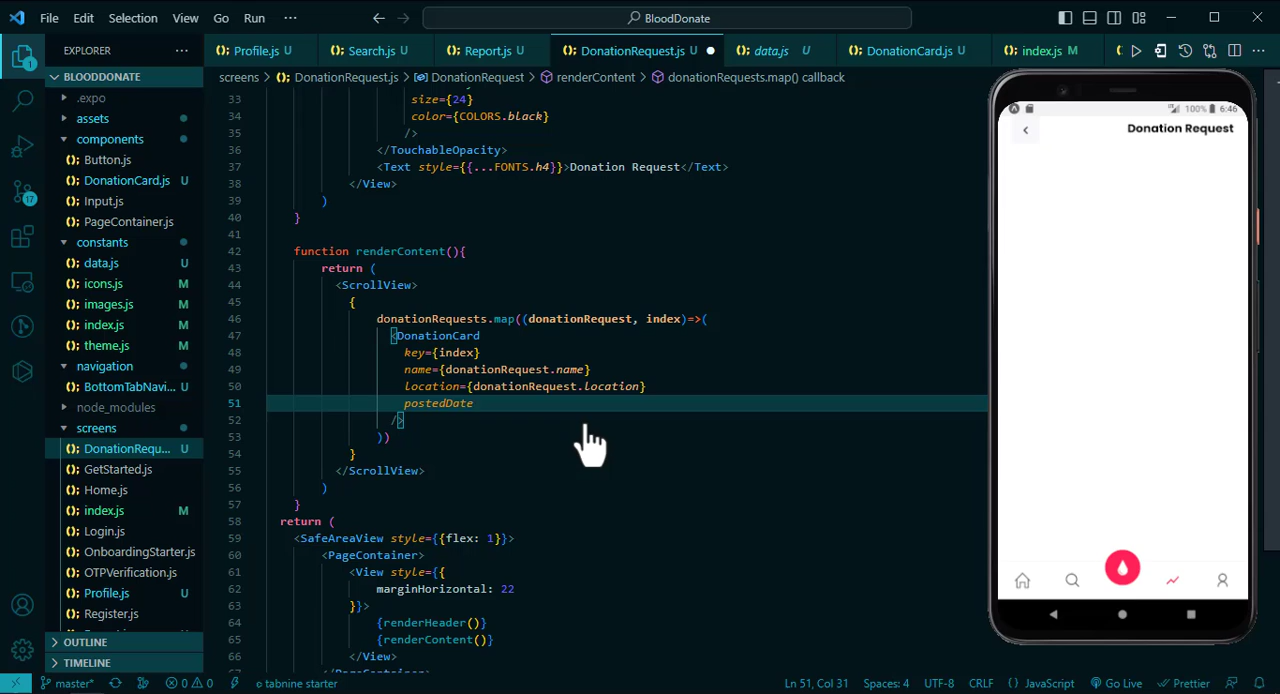 File Edit Selection View Go Run ··· BloodDonate
EXPLORER ···
Profile.js U Search.js U Report.js U DonationRequest.js U data.js U DonationCard.js U index.js M
BLOODDONATE
screens > DonationRequest.js > DonationRequest > renderContent > donationRequests.map() callback
.expo
assets
components
Button.js
DonationCard.js U
Input.js
PageContainer.js
constants
data.js U
icons.js M
images.js M
index.js M
theme.js M
navigation
BottomTabNavi... U
node_modules
screens
DonationRequ... U
GetStarted.js
Home.js
index.js M
Login.js
OnboardingStarter.js
OTPVerification.js
Profile.js U
Register.js
OUTLINE
TIMELINE
33 size={24}
34 color={COLORS.black}
35 />
36 </TouchableOpacity>
37 <Text style={{...FONTS.h4}}>Donation Request</Text>
38 </View>
39 )
40 }
41
42 function renderContent(){
43 return (
44 <ScrollView>
45 {
46 donationRequests.map((donationRequest, index)=>(
47 <DonationCard
48 key={index}
49 name={donationRequest.name}
50 location={donationRequest.location}
51 postedDate
52 />
53 ))
54 }
55 </ScrollView>
56 )
57 }
58 return (
59 <SafeAreaView style={{flex: 1}}>
60 <PageContainer>
61 <View style={{
62 marginHorizontal: 22
63 }}>
64 {renderHeader()}
65 {renderContent()}
66 </View>
67
100% 6:46
Donation Request
master* 0 0 tabnine starter Ln 51, Col 31 Spaces: 4 UTF-8 CRLF JavaScript Go Live Prettier